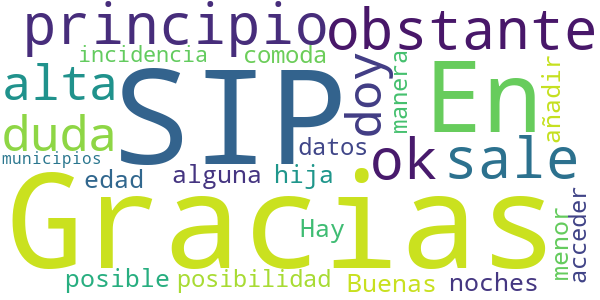 principio
obstante
incidencia
comoda
alta
SIP
doy
manera
En
añadir
duda
datos
ok
sale
municipios
edad
alguna
hija
Gracias
Hay
menor
acceder
posible
posibilidad
Buenas
noches